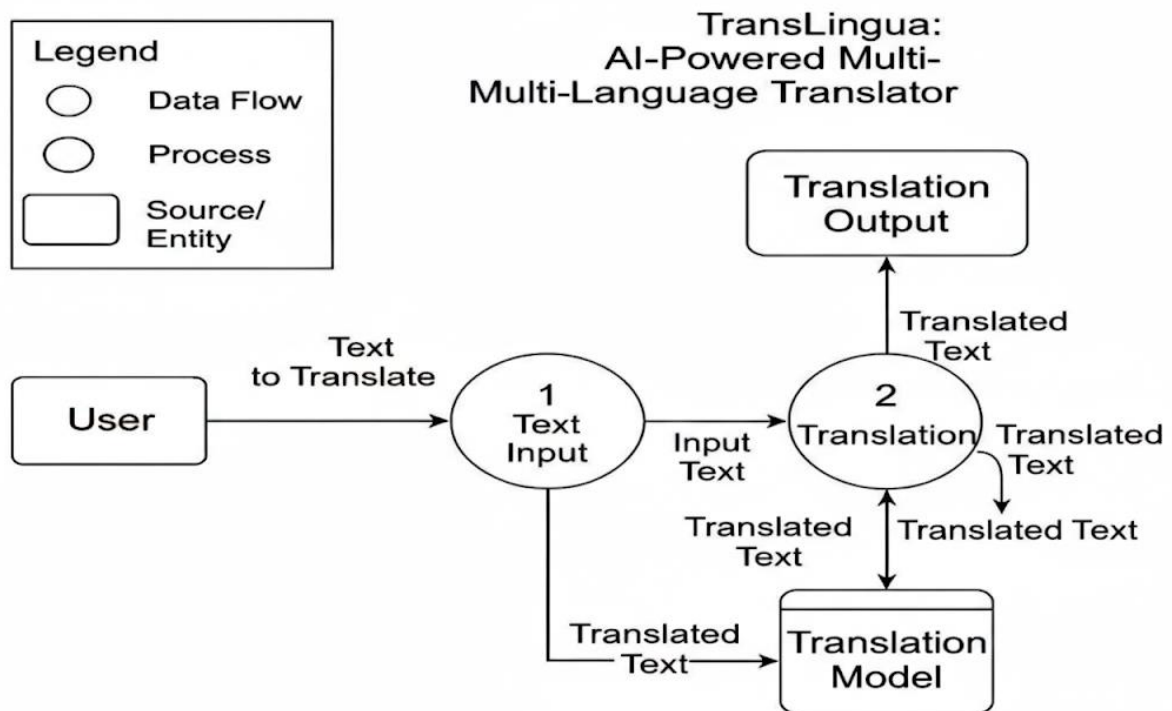 TransLingua:
AI-Powered Multi-
Multi-Language Translator
Legend
Data Flow
Process
Source/
Entity
Translation
Output
Translated
Text
User
Text
to Translate
1
Text
Input
Input
Text
2
Translation
Translated
Text
Translated Text
Translated
Text
Translated
Text
Translation
Model